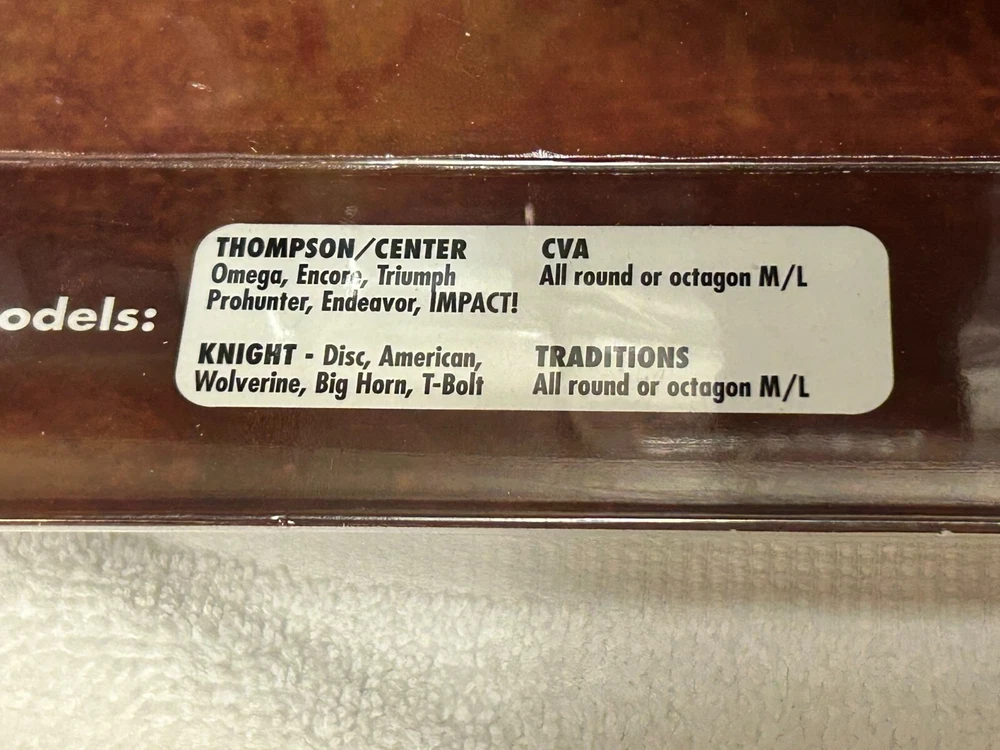 odels:
THOMPSON/CENTER
Omega, Encore, Triumph
Prohunter, Endeavor, IMPACT!
KNIGHT - Disc, American,
Wolverine, Big Horn, T-Bolt
CVA
All round or octagon M/L
TRADITIONS
All round or octagon M/L